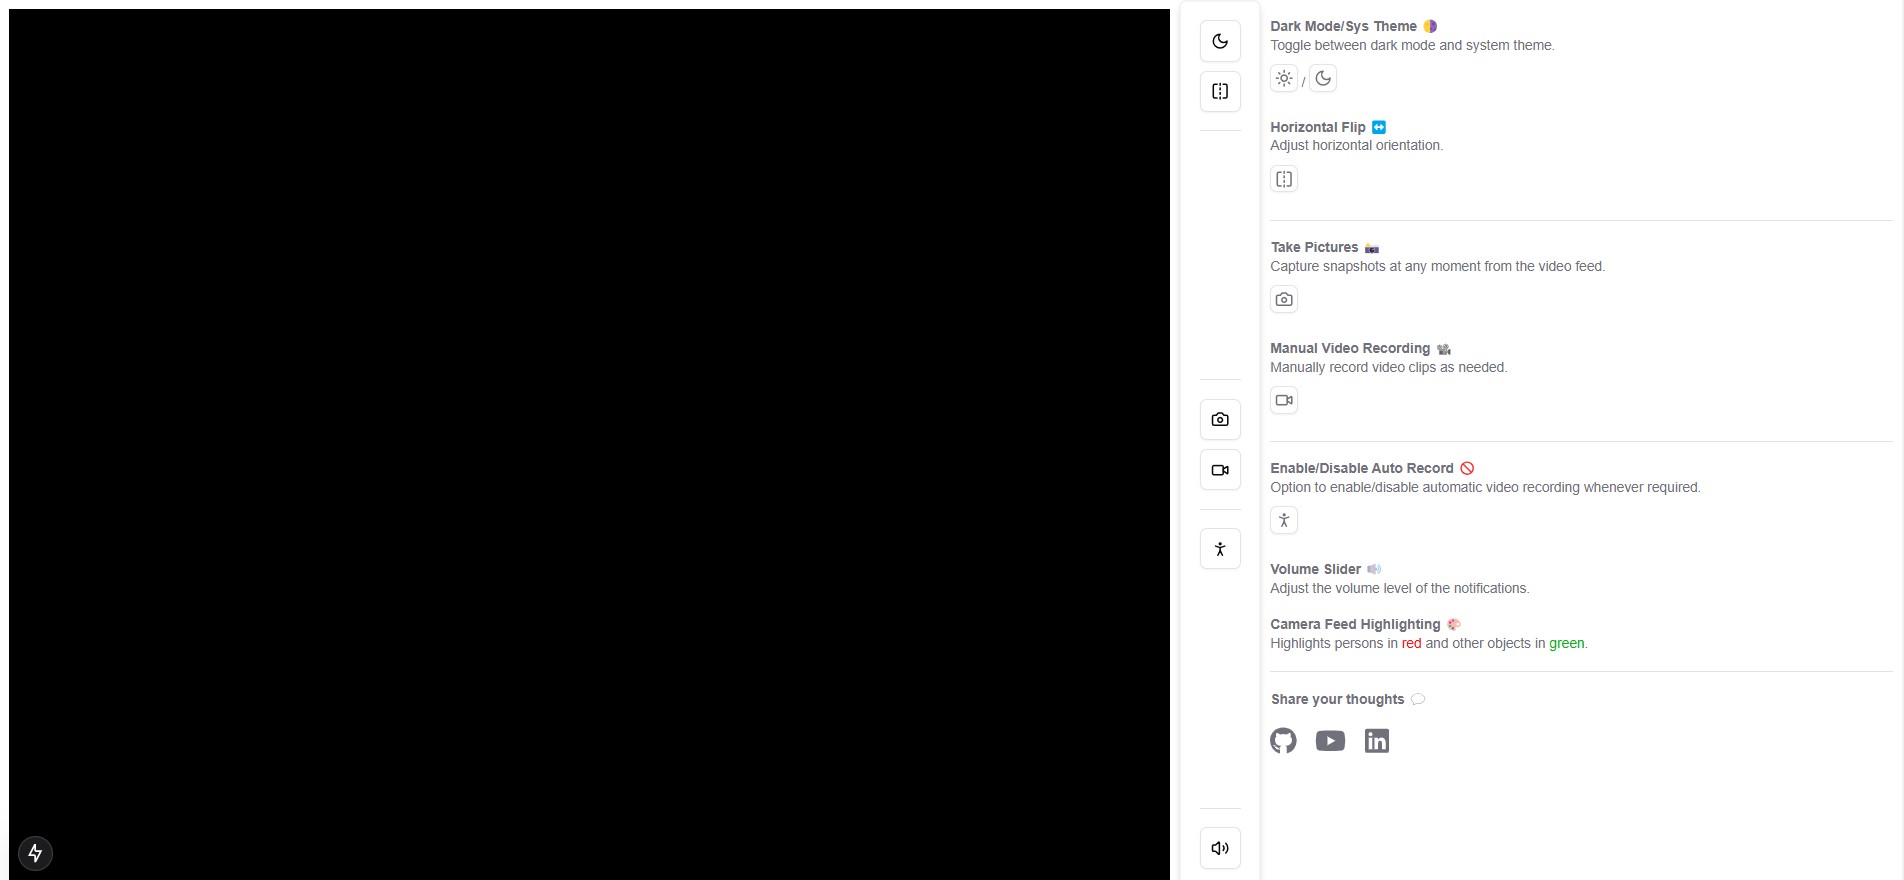 Dark Mode/Sys Theme
Toggle between dark mode and system theme.
/
Horizontal Flip
Adjust horizontal orientation.
Take Pictures
Capture snapshots at any moment from the video feed.
Manual Video Recording
Manually record video clips as needed.
Enable/Disable Auto Record
Option to enable/disable automatic video recording whenever required.
Volume Slider
Adjust the volume level of the notifications.
Camera Feed Highlighting
Highlights persons in red and other objects in green.
Share your thoughts
in